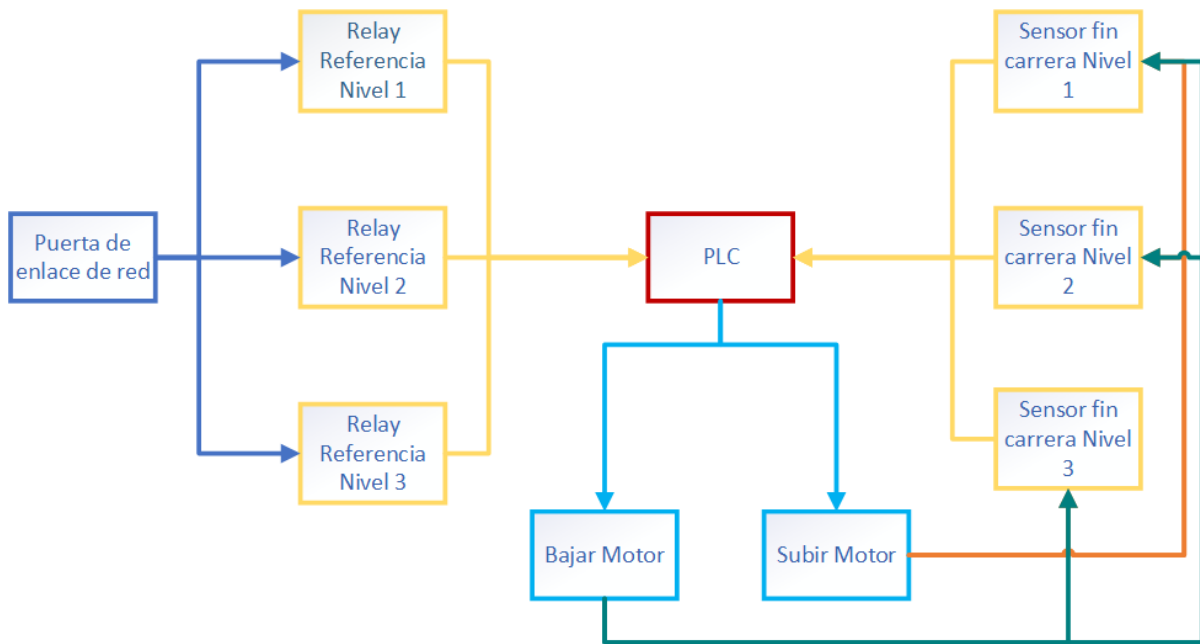 Relay
Referencia
Nivel 1
Sensor fin
carrera Nivel
1
Puerta de
enlace de red
Relay
Referencia
Nivel 2
PLC
Sensor fin
carrera Nivel
2
Relay
Referencia
Nivel 3
Sensor fin
carrera Nivel
3
Bajar Motor
Subir Motor